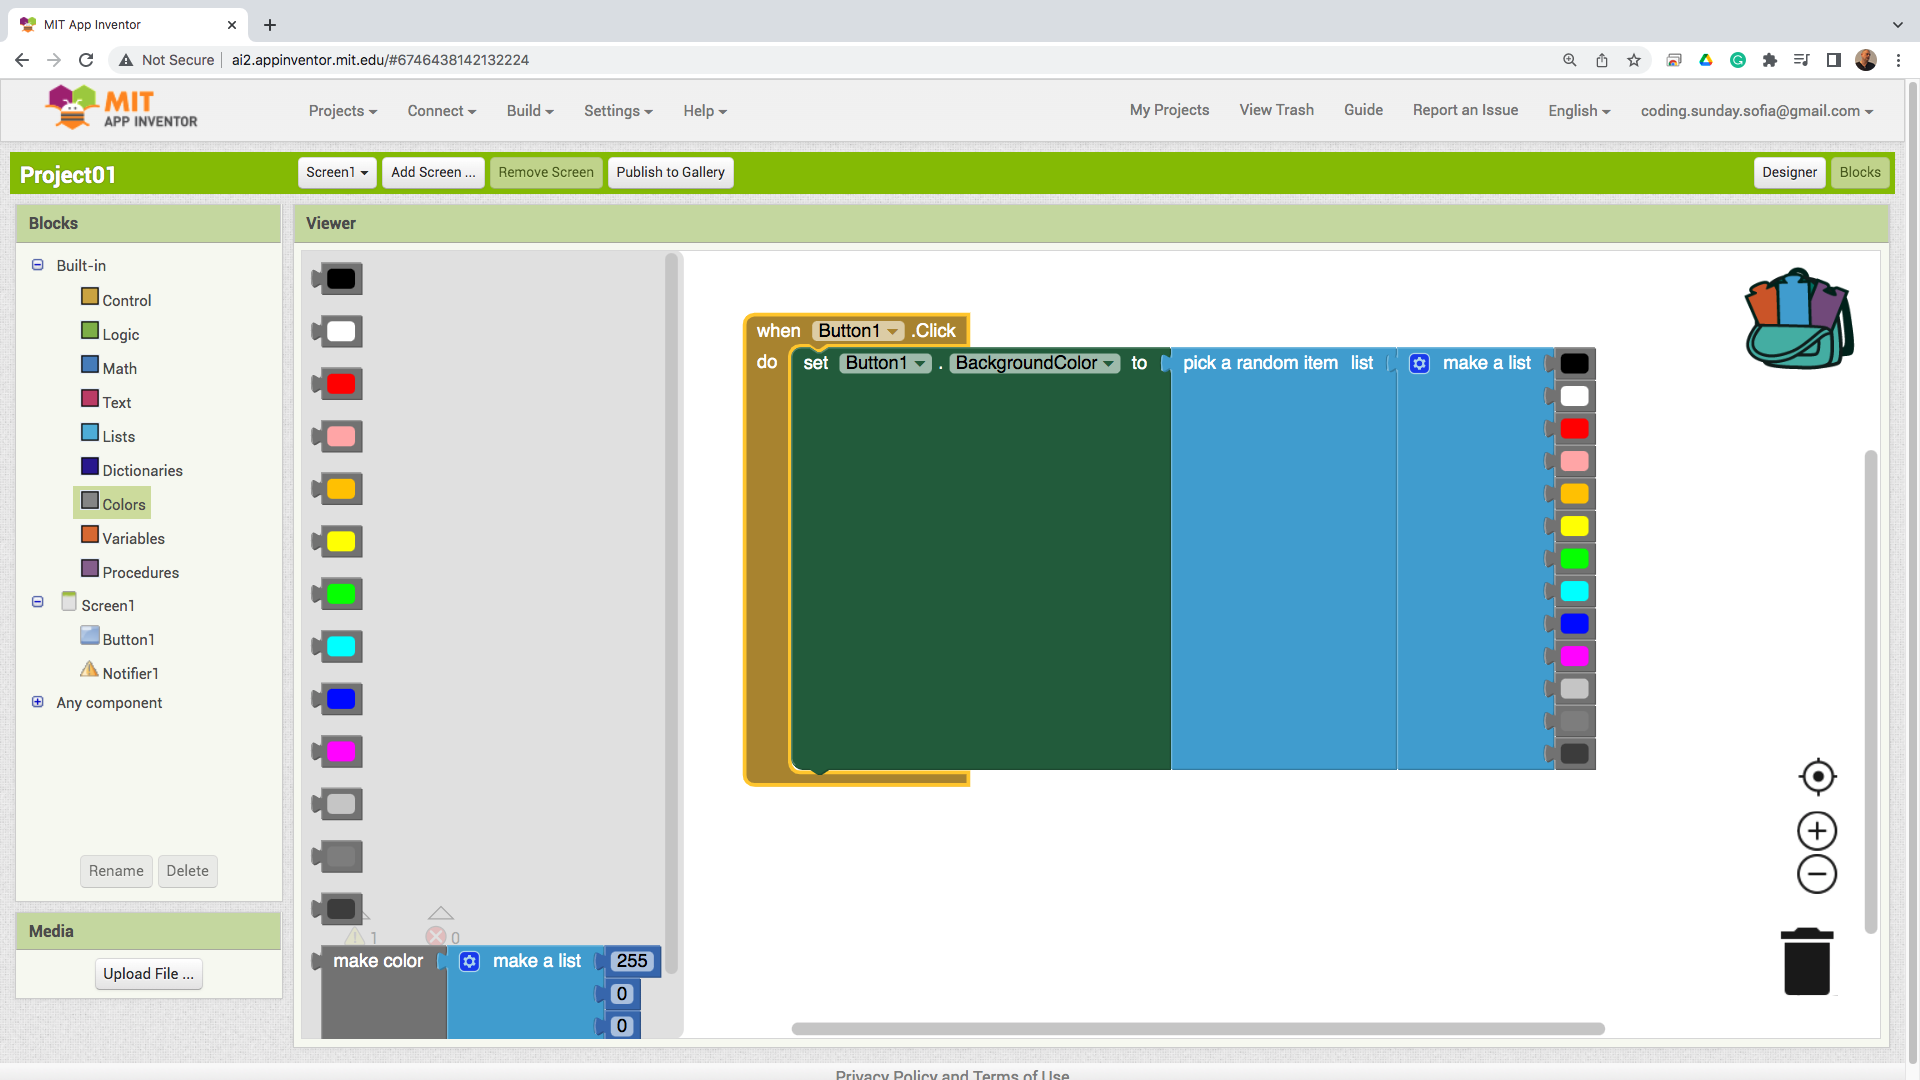 MIT App Inventor
Not Secure ai2.appinventor.mit.edu/#6746438142132224
MIT
APP INVENTOR
Projects Connect Build Settings Help My Projects View Trash Guide Report an Issue English coding.sunday.sofia@gmail.com
Project01 Screen1 Add Screen ... Remove Screen Publish to Gallery Designer Blocks
Blocks
Viewer
Built-in
Control
Logic
Math
Text
Lists
Dictionaries
Colors
Variables
Procedures
Screen1
Button1
Notifier1
Any component
Rename Delete
Media
Upload File ...
when Button1 .Click
do set Button1 . BackgroundColor to pick a random item list make a list
1 0
make color make a list 255
0
0
Privacy Policy and Terms of Use